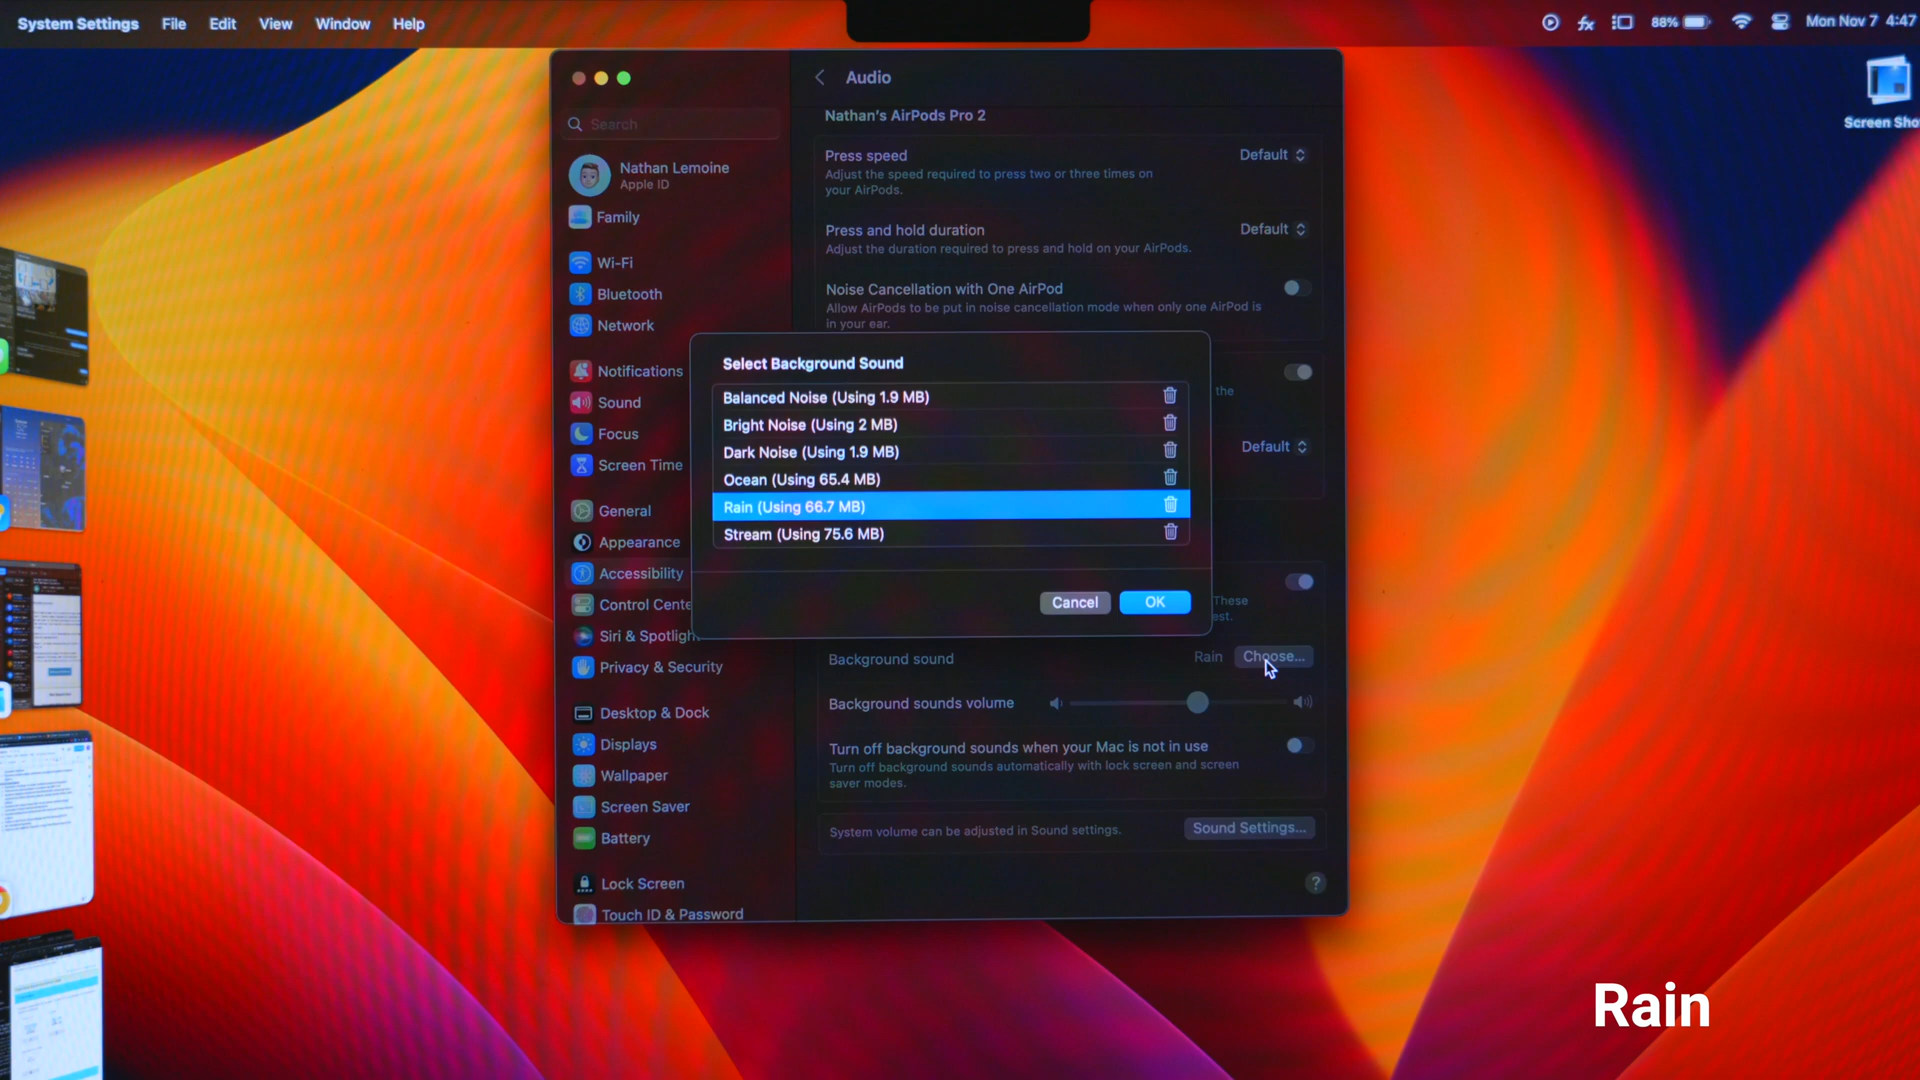 System Settings File Edit View Window Help
88% Mon Nov 7 4:47
Screen Sho
Audio
Search
Nathan Lemoine
Apple ID
Family
Wi-Fi
Bluetooth
Network
Notifications
Sound
Focus
Screen Time
General
Appearance
Accessibility
Control Cente
Siri & Spotligh
Privacy & Security
Desktop & Dock
Displays
Wallpaper
Screen Saver
Battery
Lock Screen
Touch ID & Password
Nathan's AirPods Pro 2
Press speed Default
Adjust the speed required to press two or three times on
your AirPods.
Press and hold duration Default
Adjust the duration required to press and hold on your AirPods.
Noise Cancellation with One AirPod
Allow AirPods to be put in noise cancellation mode when only one AirPod is
in your ear.
the
Default
Select Background Sound
Balanced Noise (Using 1.9 MB)
Bright Noise (Using 2 MB)
Dark Noise (Using 1.9 MB)
Ocean (Using 65.4 MB)
Rain (Using 66.7 MB)
Stream (Using 75.6 MB)
Cancel OK
These
est.
Background sound Rain Choose...
Background sounds volume
Turn off background sounds when your Mac is not in use
Turn off background sounds automatically with lock screen and screen
saver modes.
System volume can be adjusted in Sound settings. Sound Settings...
?
Rain